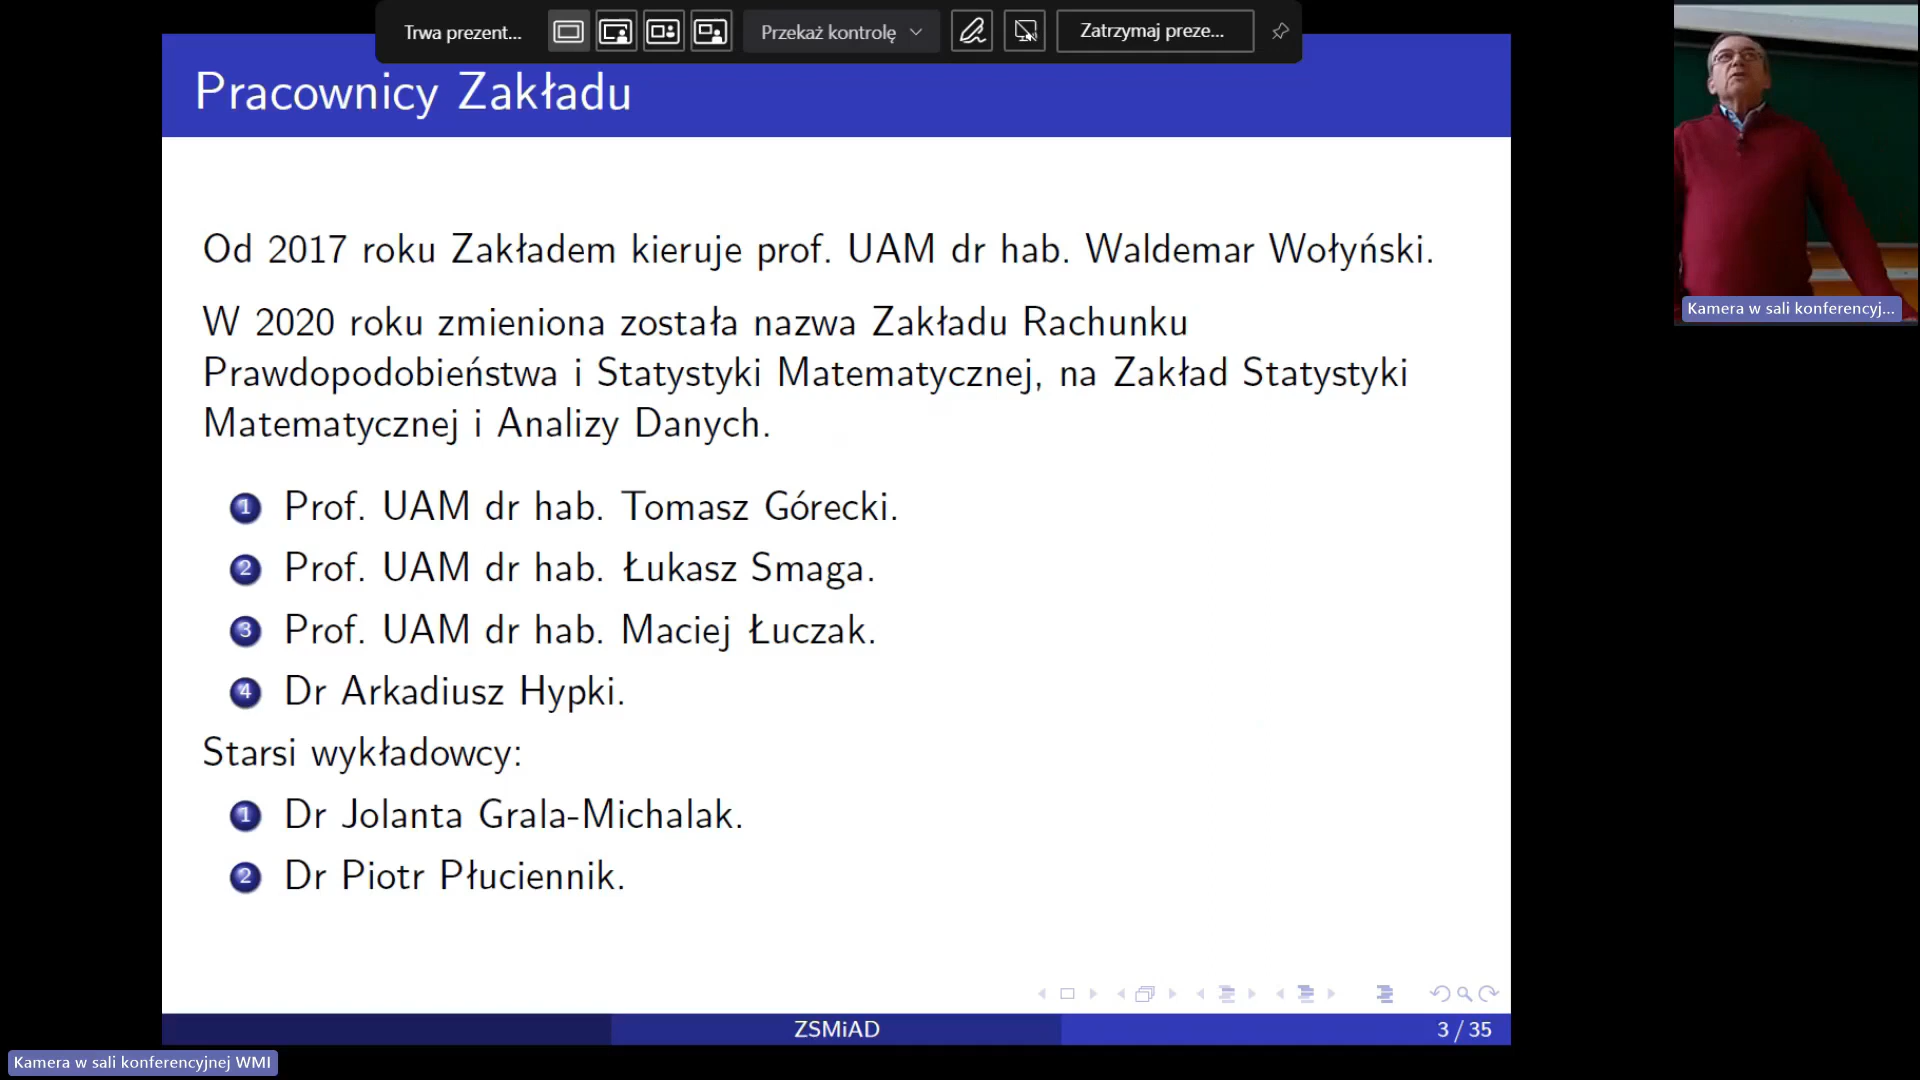 Trwa prezent...
Przekaż kontrolę
Zatrzymaj preze...
Pracownicy Zakładu
Od 2017 roku Zakładem kieruje prof. UAM dr hab. Waldemar Wołyński.
W 2020 roku zmieniona została nazwa Zakładu Rachunku
Prawdopodobieństwa i Statystyki Matematycznej, na Zakład Statystyki
Matematycznej i Analizy Danych.
1 Prof. UAM dr hab. Tomasz Górecki.
2 Prof. UAM dr hab. Łukasz Smaga.
3 Prof. UAM dr hab. Maciej Łuczak.
4 Dr Arkadiusz Hypki.
Starsi wykładowcy:
1 Dr Jolanta Grala-Michalak.
2 Dr Piotr Płuciennik.
ZSMiAD
3 / 35
Kamera w sali konferencyj...
Kamera w sali konferencyjnej WMI